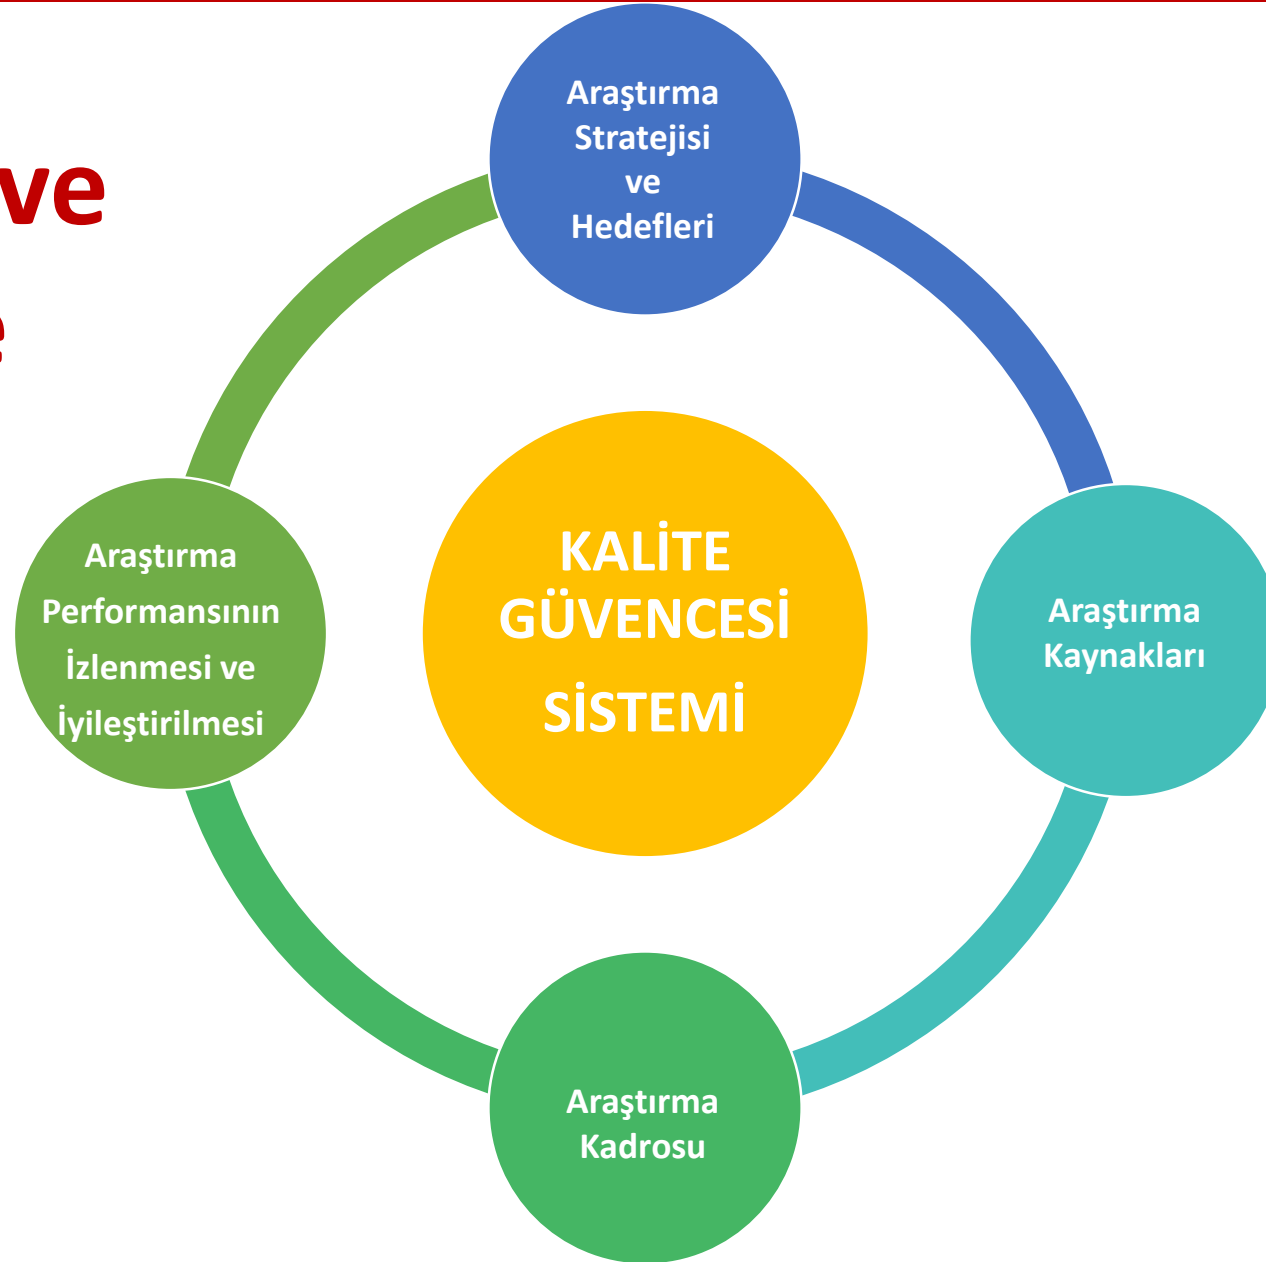 ve
Araştırma
Stratejisi
ve
Hedefleri
Araştırma
Kaynakları
Araştırma
Kadrosu
Araştırma
Performansının
İzlenmesi ve
İyileştirilmesi
KALİTE
GÜVENCESİ
SİSTEMİ